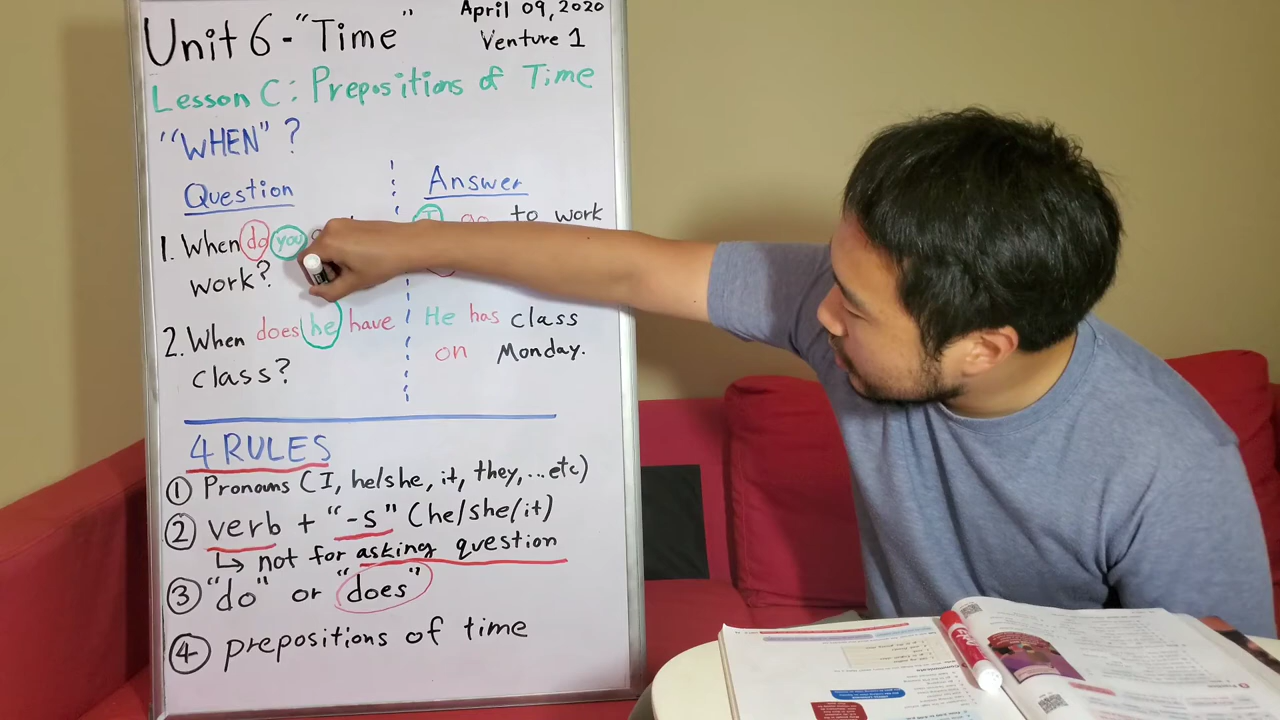 Unit 6 - "Time"
April 09, 2020
Venture 1
Lesson C: Prepositions of Time
"WHEN" ?
Question
Answer
1. When do you
work?
I go to work
2. When does he have
class?
He has class
on Monday.
4 RULES
① Pronouns (I, he/she, it, they, ...etc)
② verb + "-s" (he/she/it)
↳ not for asking question
③ "do" or "does"
④ prepositions of time